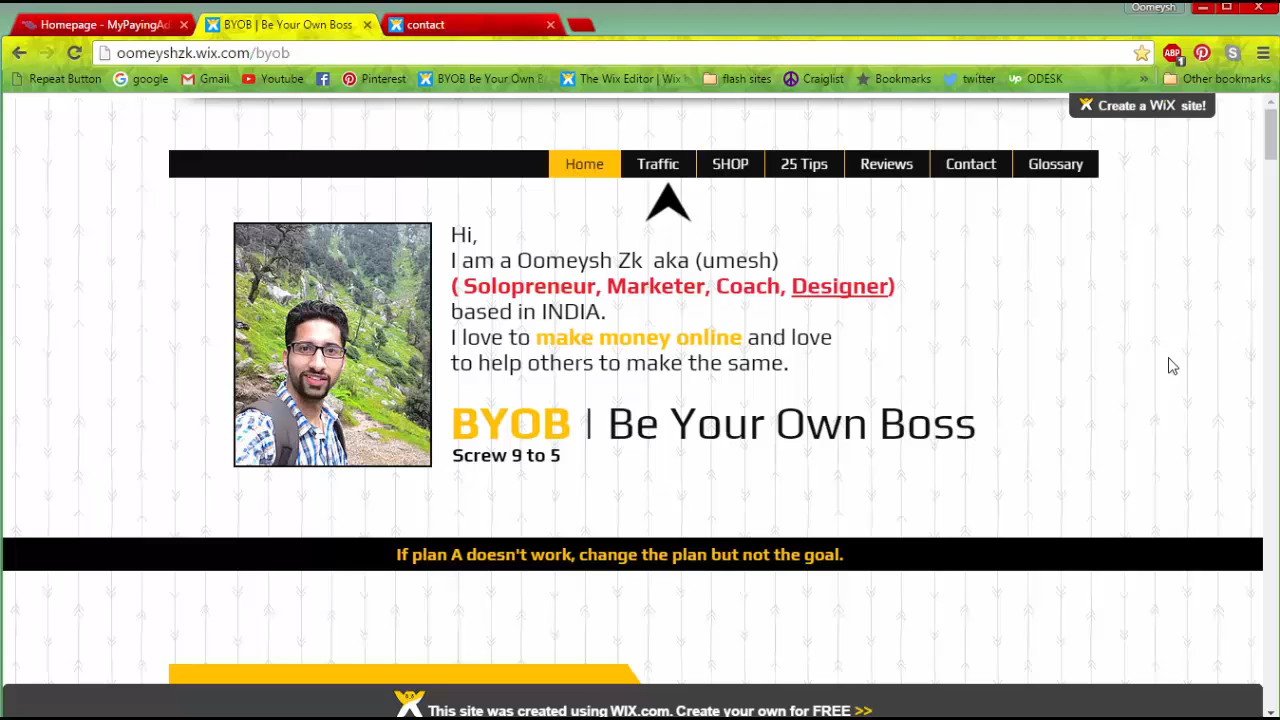 Oomeysh
Homepage - MyPayingAd
BYOB | Be Your Own Boss
contact
oomeyshzk.wix.com/byob
ABP
1
Repeat Button
google
Gmail
Youtube
Pinterest
BYOB Be Your Own B
The Wix Editor | Wix
flash sites
Craiglist
Bookmarks
twitter
up ODESK
»
Other bookmarks
Create a WiX site!
Home
Traffic
SHOP
25 Tips
Reviews
Contact
Glossary
Hi,
I am a Oomeysh Zk aka (umesh)
( Solopreneur, Marketer, Coach, Designer)
based in INDIA.
I love to make money online and love
to help others to make the same.
BYOB | Be Your Own Boss
Screw 9 to 5
If plan A doesn't work, change the plan but not the goal.
This site was created using WIX.com. Create your own for FREE >>